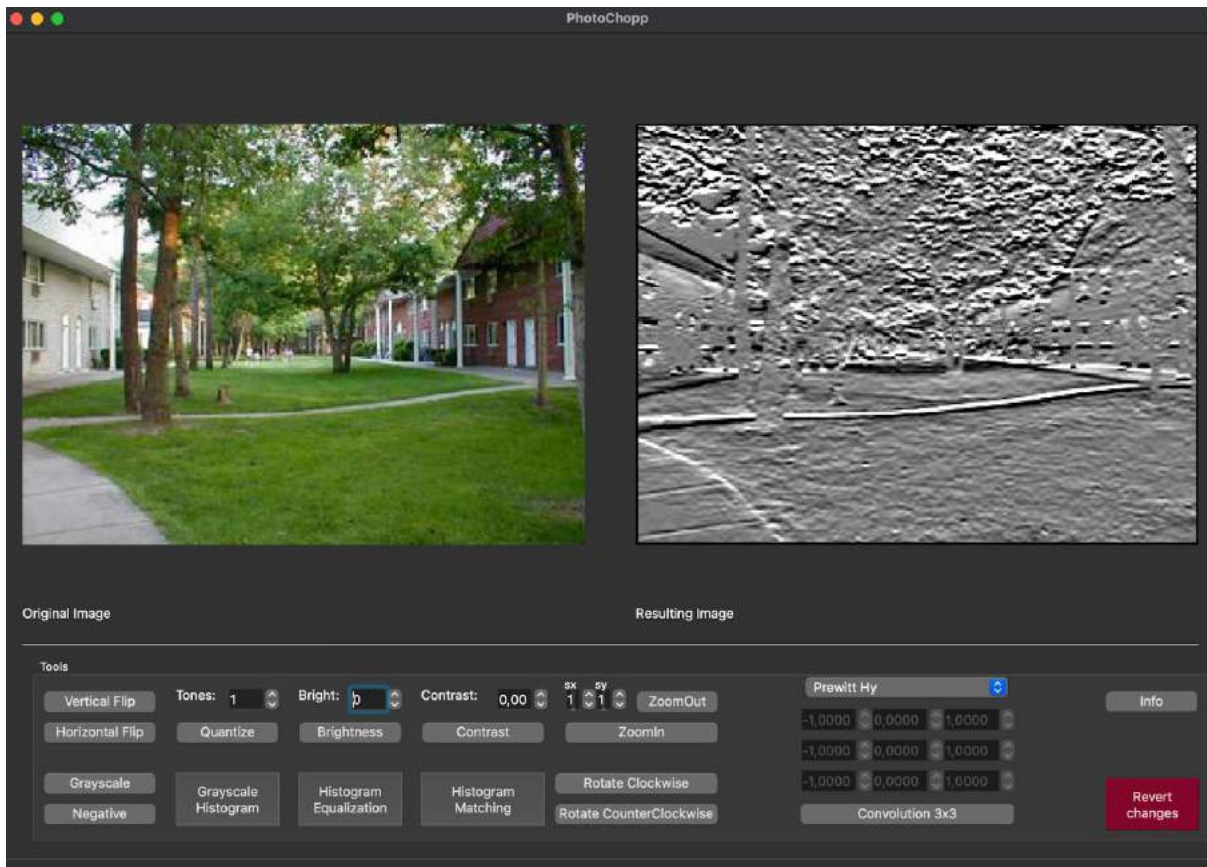 PhotoChopp
Original Image
Resulting Image
Tools
Vertical Flip
Horizontal Flip
Grayscale
Negative
Tones: 1
Quantize
Grayscale
Histogram
Bright: 0
Brightness
Histogram
Equalization
Contrast: 0,00
Contrast
Histogram
Matching
sx sy
1 1 ZoomOut
ZoomIn
Rotate Clockwise
Rotate CounterClockwise
Prewitt Hy
-1,0000 0,0000 1,0000
-1,0000 0,0000 1,0000
-1,0000 0,0000 1,0000
Convolution 3x3
Info
Revert
changes